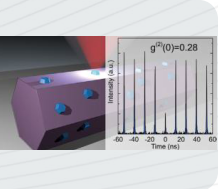 g(2)(0)=0.28
Intensity (a.u.)
-60 -40 -20 0 20 40 60
Time (ns)